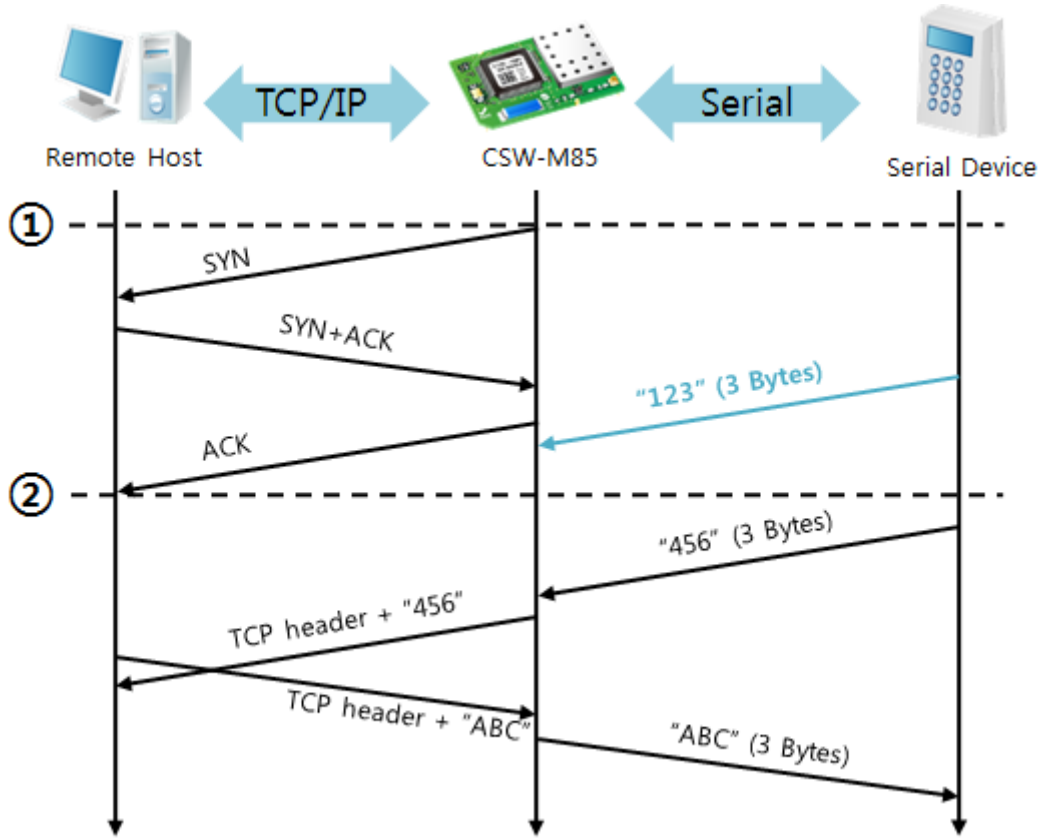 TCP/IP
Serial
Remote Host
CSW-M85
Serial Device
①
SYN
SYN+ACK
"123" (3 Bytes)
ACK
②
"456" (3 Bytes)
TCP header + "456"
TCP header + "ABC"
"ABC" (3 Bytes)